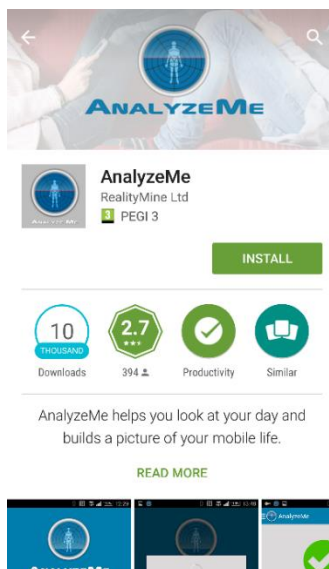 ANALYZEME
AnalyzeMe
RealityMine Ltd
3 PEGI 3
INSTALL
10
THOUSAND
Downloads
2.7
394
Productivity
Similar
AnalyzeMe helps you look at your day and
builds a picture of your mobile life.
READ MORE
AnalyzeMe